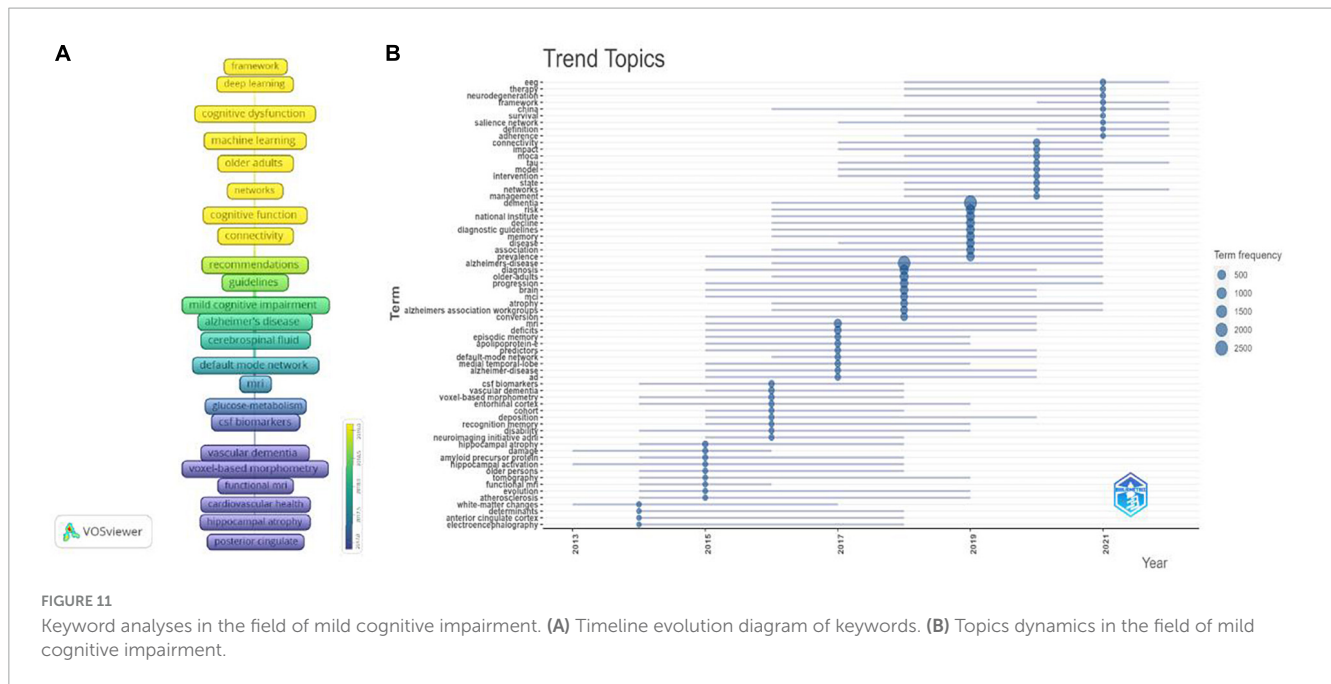 A
framework
deep learning
cognitive dysfunction
machine learning
older adults
networks
cognitive function
connectivity
recommendations
guidelines
mild cognitive impairment
alzheimer's disease
cerebrospinal fluid
default mode network
mri
glucose-metabolism
csf biomarkers
vascular dementia
voxel-based morphometry
functional mri
cardiovascular health
hippocampal atrophy
posterior cingulate
VOSviewer
B
Trend Topics
Term
eeg
therapy
neurodegeneration
framework
china
survival
salience network
definition
adherence
connectivity
impact
moca
tau
model
intervention
state
networks
management
dementia
risk
national institute
decline
diagnostic guidelines
memory
disease
association
prevalence
alzheimers-disease
diagnosis
older-adults
progression
brain
mci
atrophy
alzheimers association workgroups
conversion
mri
deficits
episodic memory
apolipoprotein-e
predictors
default-mode network
medial temporal-lobe
alzheimer-disease
ad
csf biomarkers
vascular dementia
voxel-based morphometry
entorhinal cortex
cohort
deposition
recognition memory
disability
neuroimaging initiative adni
hippocampal atrophy
damage
amyloid precursor protein
hippocampal activation
older persons
tomography
functional mri
evolution
atherosclerosis
white-matter changes
determinants
anterior cingulate cortex
electroencephalography
2013
2015
2017
2019
2021
Year
Term frequency
500
1000
1500
2000
2500
FIGURE 11
Keyword analyses in the field of mild cognitive impairment. (A) Timeline evolution diagram of keywords. (B) Topics dynamics in the field of mild
cognitive impairment.